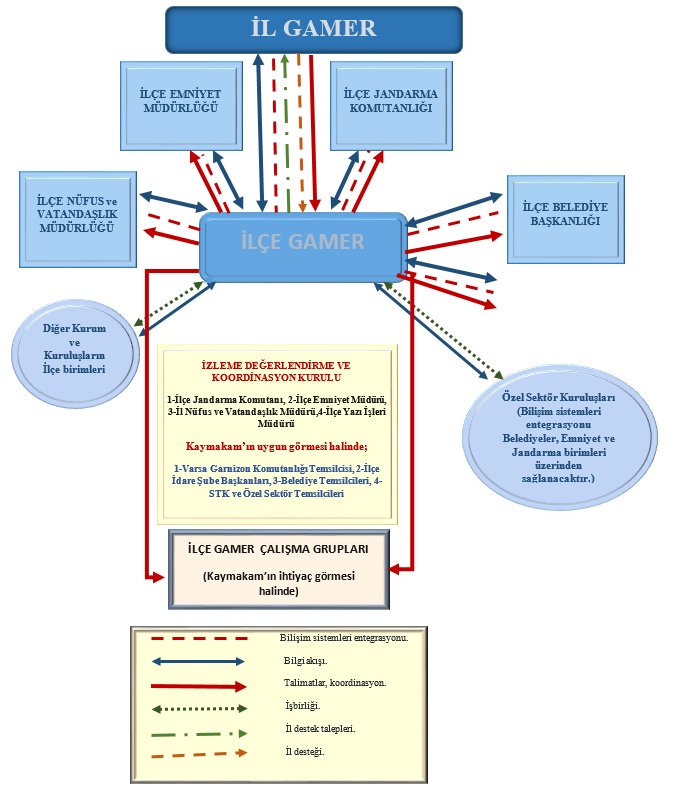 İL GAMER
İLÇE EMNİYET
MÜDÜRLÜĞÜ
İLÇE JANDARMA
KOMUTANLIĞI
İLÇE NÜFUS ve
VATANDAŞLIK
MÜDÜRLÜĞÜ
İLÇE BELEDİYE
BAŞKANLIĞI
İLÇE GAMER
Diğer Kurum
ve
Kuruluşların
İlçe birimleri
İZLEME DEĞERLENDİRME VE
KOORDİNASYON KURULU
1-İlçe Jandarma Komutanı, 2-İlçe Emniyet Müdürü,
3-İl Nüfus ve Vatandaşlık Müdürü,4-İlçe Yazı İşleri
Müdürü
Kaymakam’ın uygun görmesi halinde;
1-Varsa Garnizon Komutanlığı Temsilcisi, 2-İlçe
İdare Şube Başkanları, 3-Belediye Temsilcileri, 4-
STK ve Özel Sektör Temsilcileri
Özel Sektör Kuruluşları
(Bilişim sistemleri
entegrasyonu
Belediyeler, Emniyet ve
Jandarma birimleri
üzerinden
sağlanacaktır.)
İLÇE GAMER ÇALIŞMA GRUPLARI
(Kaymakam’ın ihtiyaç görmesi
halinde)
Bilişim sistemleri entegrasyonu.
Bilgi akışı.
Talimatlar, koordinasyon.
İşbirliği.
İl destek talepleri.
İl desteği.